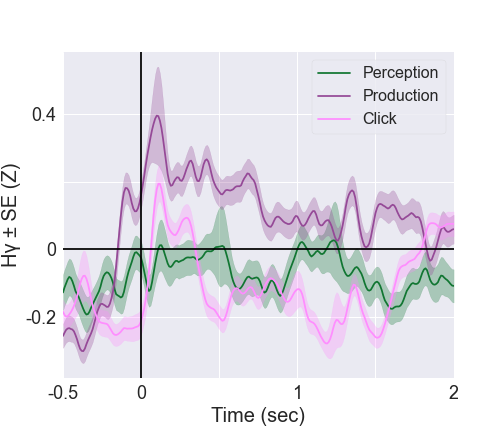 Perception
Production
Click
Hγ ± SE (Z)
0.4
0
-0.2
-0.5
0
1
2
Time (sec)